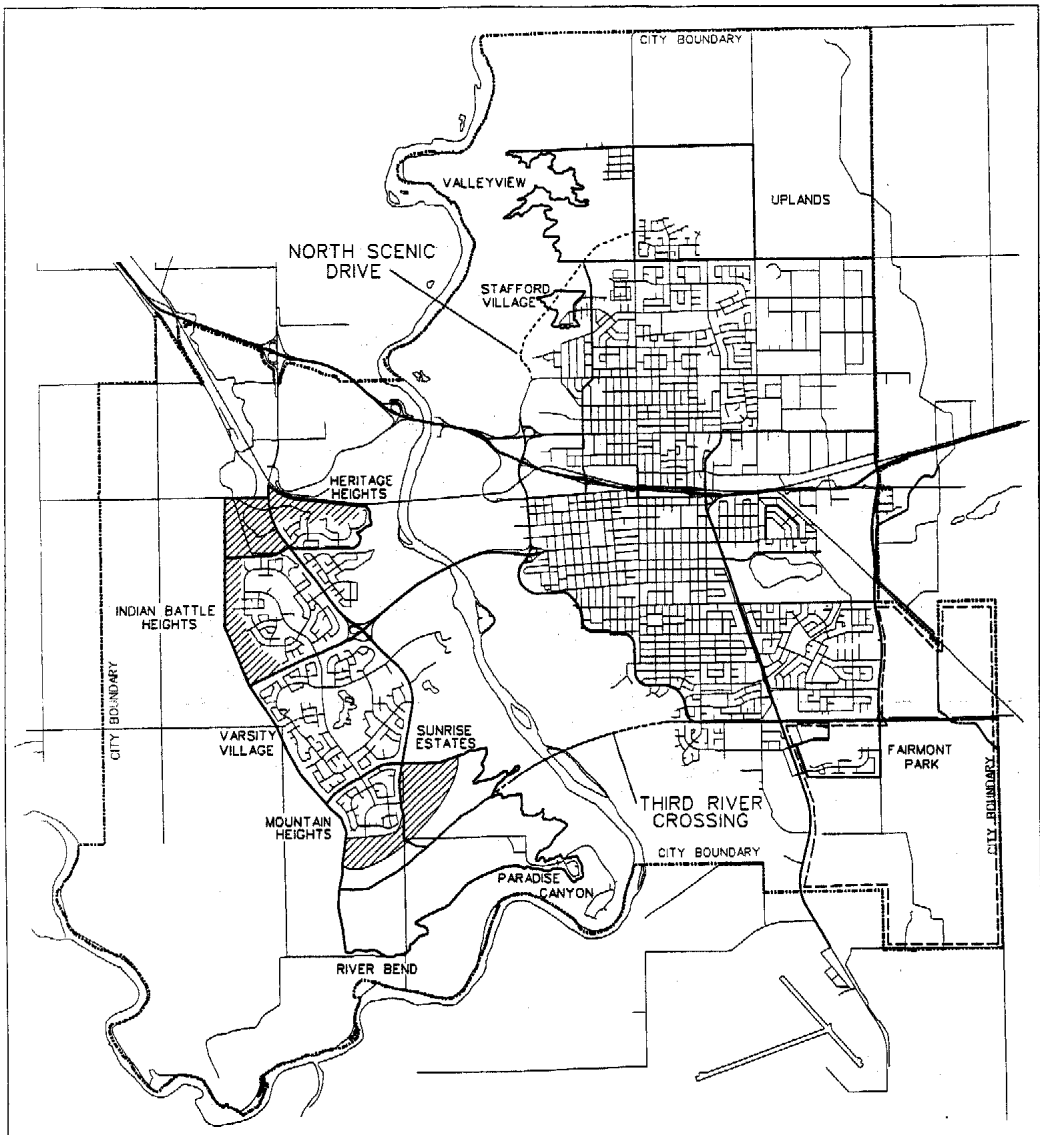 CITY BOUNDARY
VALLEYVIEW
UPLANDS
NORTH SCENIC
DRIVE
STAFFORD
VILLAGE
HERITAGE
HEIGHTS
INDIAN BATTLE
HEIGHTS
CITY BOUNDARY
VARSITY
VILLAGE
SUNRISE
ESTATES
FAIRMONT
PARK
MOUNTAIN
HEIGHTS
THIRD RIVER
CROSSING
CITY BOUNDARY
CITY BOUNDARY
PARADISE
CANYON
RIVER BEND